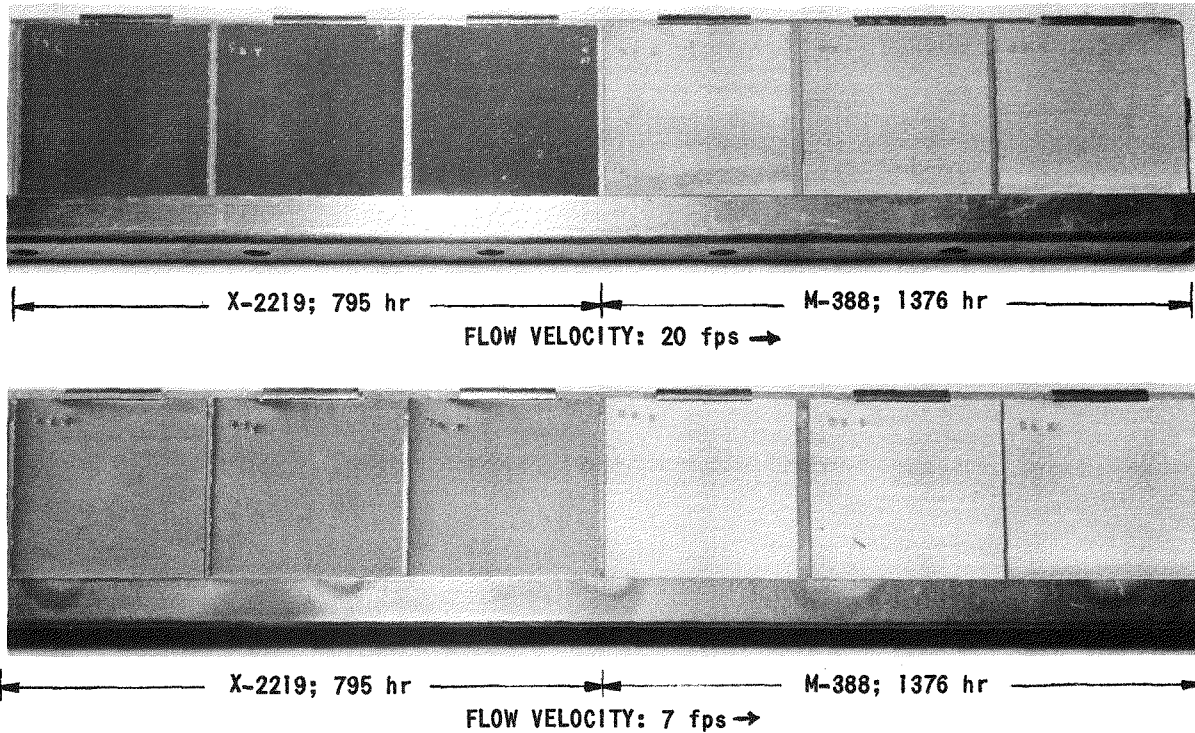 X-2219; 795 hr M-388; 1376 hr
FLOW VELOCITY: 20 fps →
X-2219; 795 hr M-388; 1376 hr
FLOW VELOCITY: 7 fps →